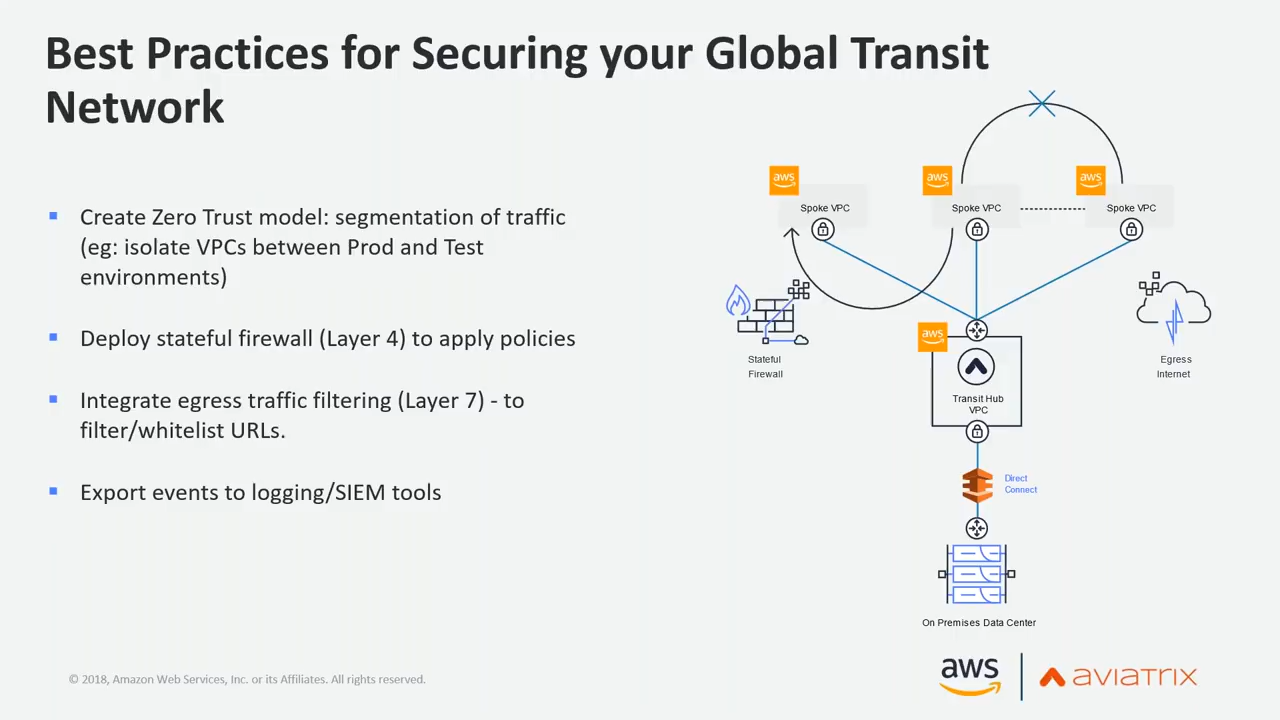 Best Practices for Securing your Global Transit
Network
▪ Create Zero Trust model: segmentation of traffic
(eg: isolate VPCs between Prod and Test
environments)
▪ Deploy stateful firewall (Layer 4) to apply policies
▪ Integrate egress traffic filtering (Layer 7) - to
filter/whitelist URLs.
▪ Export events to logging/SIEM tools
aws
Spoke VPC
aws
Spoke VPC
aws
Spoke VPC
Stateful
Firewall
Egress
Internet
aws
Transit Hub
VPC
Direct
Connect
On Premises Data Center
© 2018, Amazon Web Services, Inc. or its Affiliates. All rights reserved.
aws
aviatrix